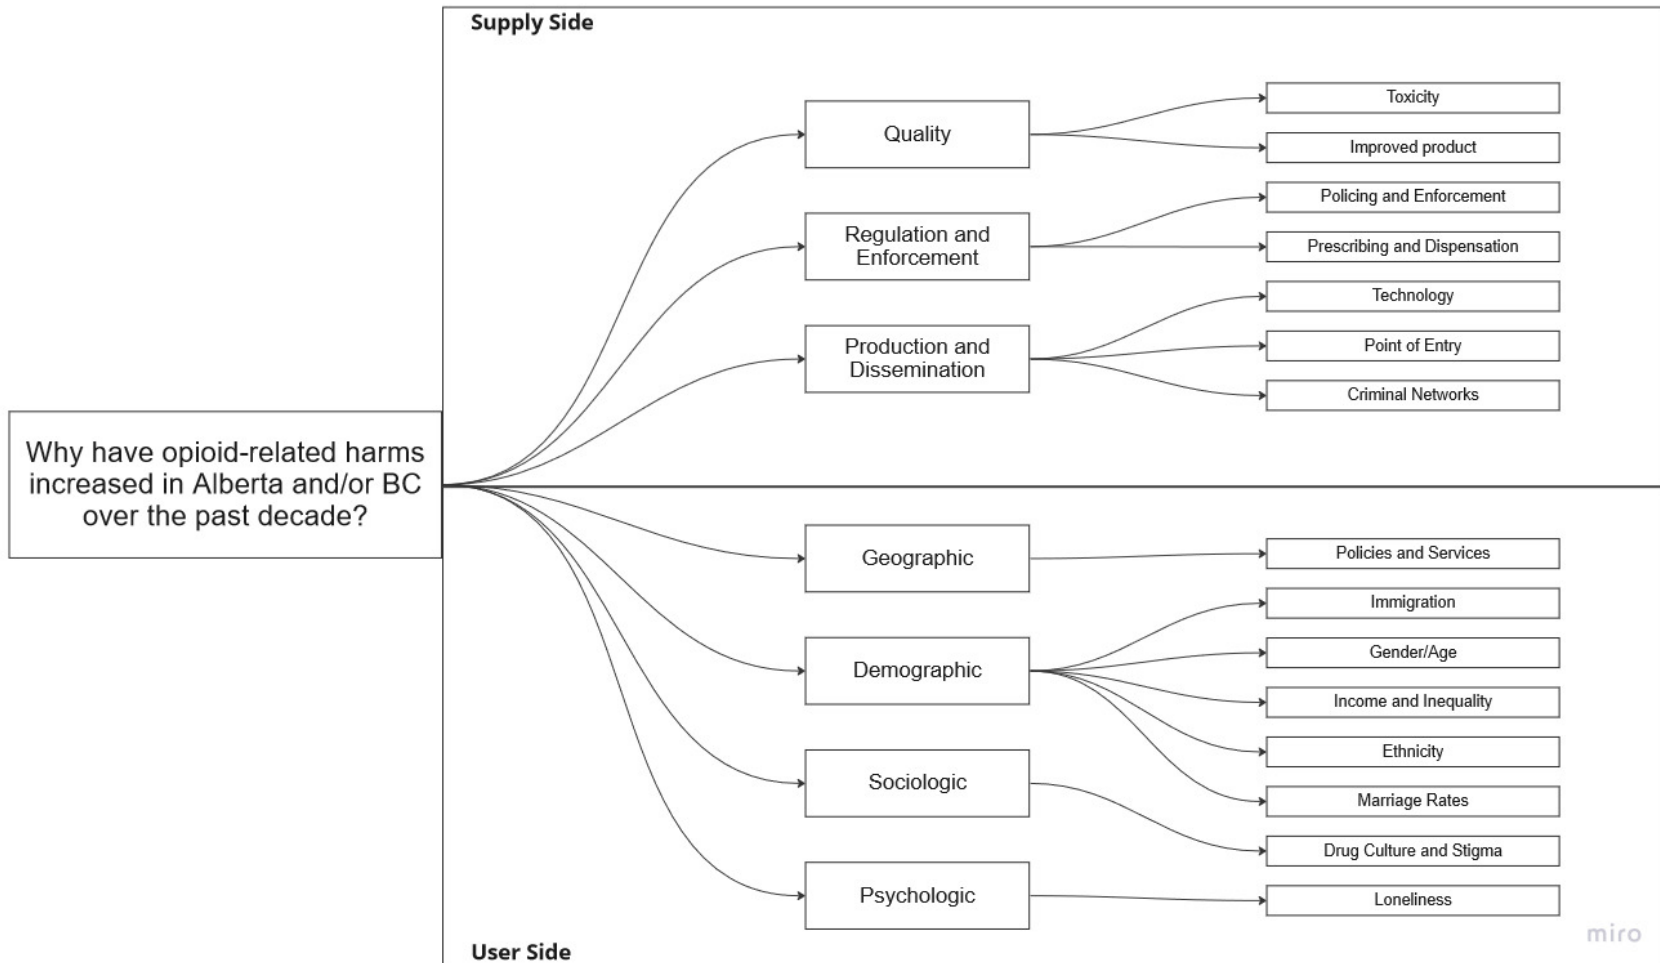 Supply Side
Quality
Toxicity
Improved product
Regulation and
Enforcement
Policing and Enforcement
Prescribing and Dispensation
Production and
Dissemination
Technology
Point of Entry
Criminal Networks
Why have opioid-related harms
increased in Alberta and/or BC
over the past decade?
Geographic
Policies and Services
Demographic
Immigration
Gender/Age
Income and Inequality
Ethnicity
Marriage Rates
Sociologic
Drug Culture and Stigma
Psychologic
Loneliness
User Side
miro